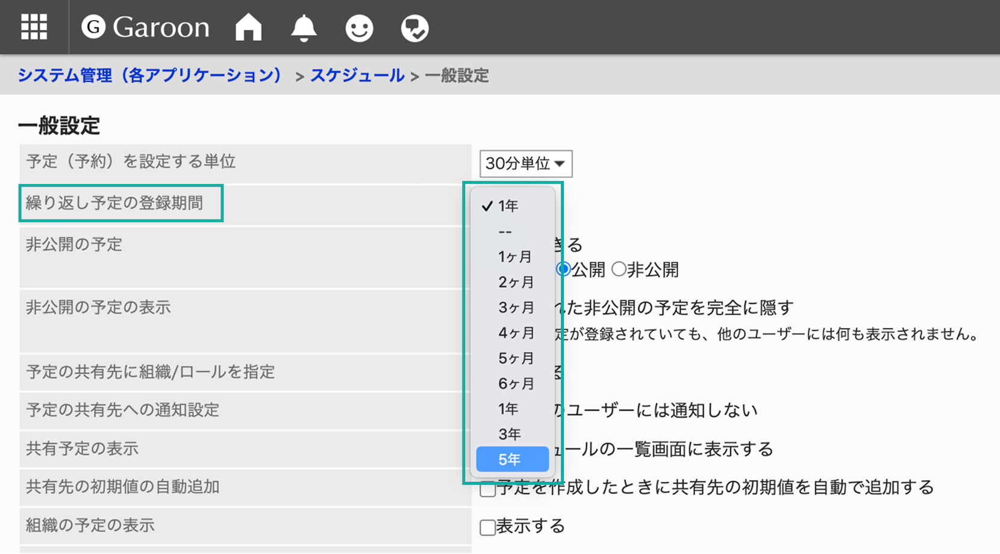 G Garoon
システム管理（各アプリケーション） > スケジュール > 一般設定
一般設定
予定（予約）を設定する単位
30分単位
繰り返し予定の登録期間
✓ 1年
--
1ヶ月
2ヶ月
3ヶ月
4ヶ月
5ヶ月
6ヶ月
1年
3年
5年
非公開の予定
きる
公開 非公開
非公開の予定の表示
れた非公開の予定を完全に隠す
定が登録されていても、他のユーザーには何も表示されません。
予定の共有先に組織/ロールを指定
る
予定の共有先への通知設定
のユーザーには通知しない
共有予定の表示
ュールの一覧画面に表示する
共有先の初期値の自動追加
予定を作成したときに共有先の初期値を自動で追加する
組織の予定の表示
表示する